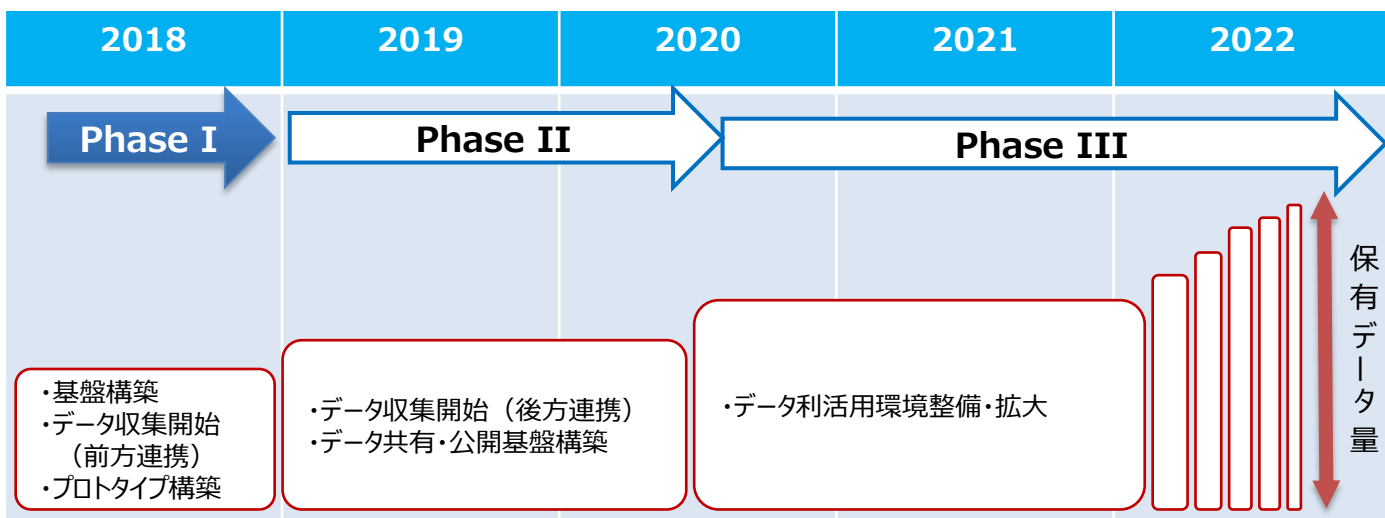 2018
2019
2020
2021
2022
Phase I
Phase II
Phase III
・基盤構築
・データ収集開始
（前方連携）
・プロトタイプ構築
・データ収集開始（後方連携）
・データ共有・公開基盤構築
・データ利活用環境整備・拡大
保有データ量